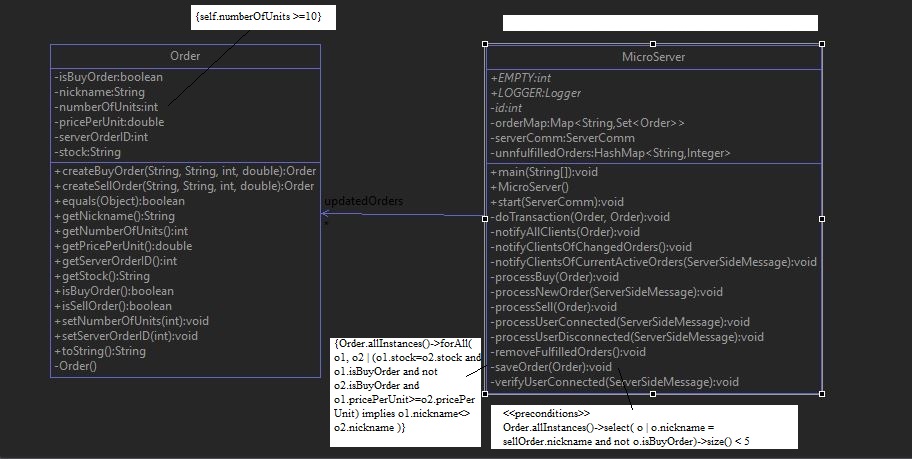 {self.numberOfUnits >=10}
Order
-isBuyOrder:boolean
-nickname:String
-numberOfUnits:int
-pricePerUnit:double
-serverOrderID:int
-stock:String
+createBuyOrder(String, String, int, double):Order
+createSellOrder(String, String, int, double):Order
+equals(Object):boolean
+getNickname():String
+getNumberOfUnits():int
+getPricePerUnit():double
+getServerOrderID():int
+getStock():String
+isBuyOrder():boolean
+isSellOrder():boolean
+setNumberOfUnits(int):void
+setServerOrderID(int):void
+toString():String
-Order()
updatedOrders
*
MicroServer
+EMPTY:int
+LOGGER:Logger
-id:int
-orderMap:Map<String,Set<Order>>
-serverComm:ServerComm
-unnfulfilledOrders:HashMap<String,Integer>
+main(String[]):void
+MicroServer()
+start(ServerComm):void
-doTransaction(Order, Order):void
-notifyAllClients(Order):void
-notifyClientsOfChangedOrders():void
-notifyClientsOfCurrentActiveOrders(ServerSideMessage):void
-processBuy(Order):void
-processNewOrder(ServerSideMessage):void
-processSell(Order):void
-processUserConnected(ServerSideMessage):void
-processUserDisconnected(ServerSideMessage):void
-removeFulfilledOrders():void
-saveOrder(Order):void
-verifyUserConnected(ServerSideMessage):void
{Order.allInstances()->forAll(
o1, o2 | (o1.stock=o2.stock and
o1.isBuyOrder and not
o2.isBuyOrder and
o1.pricePerUnit>=o2.pricePer
Unit) implies o1.nickname<>
o2.nickname )}
<<preconditions>>
Order.allInstances()->select( o | o.nickname =
sellOrder.nickname and not o.isBuyOrder)->size() < 5